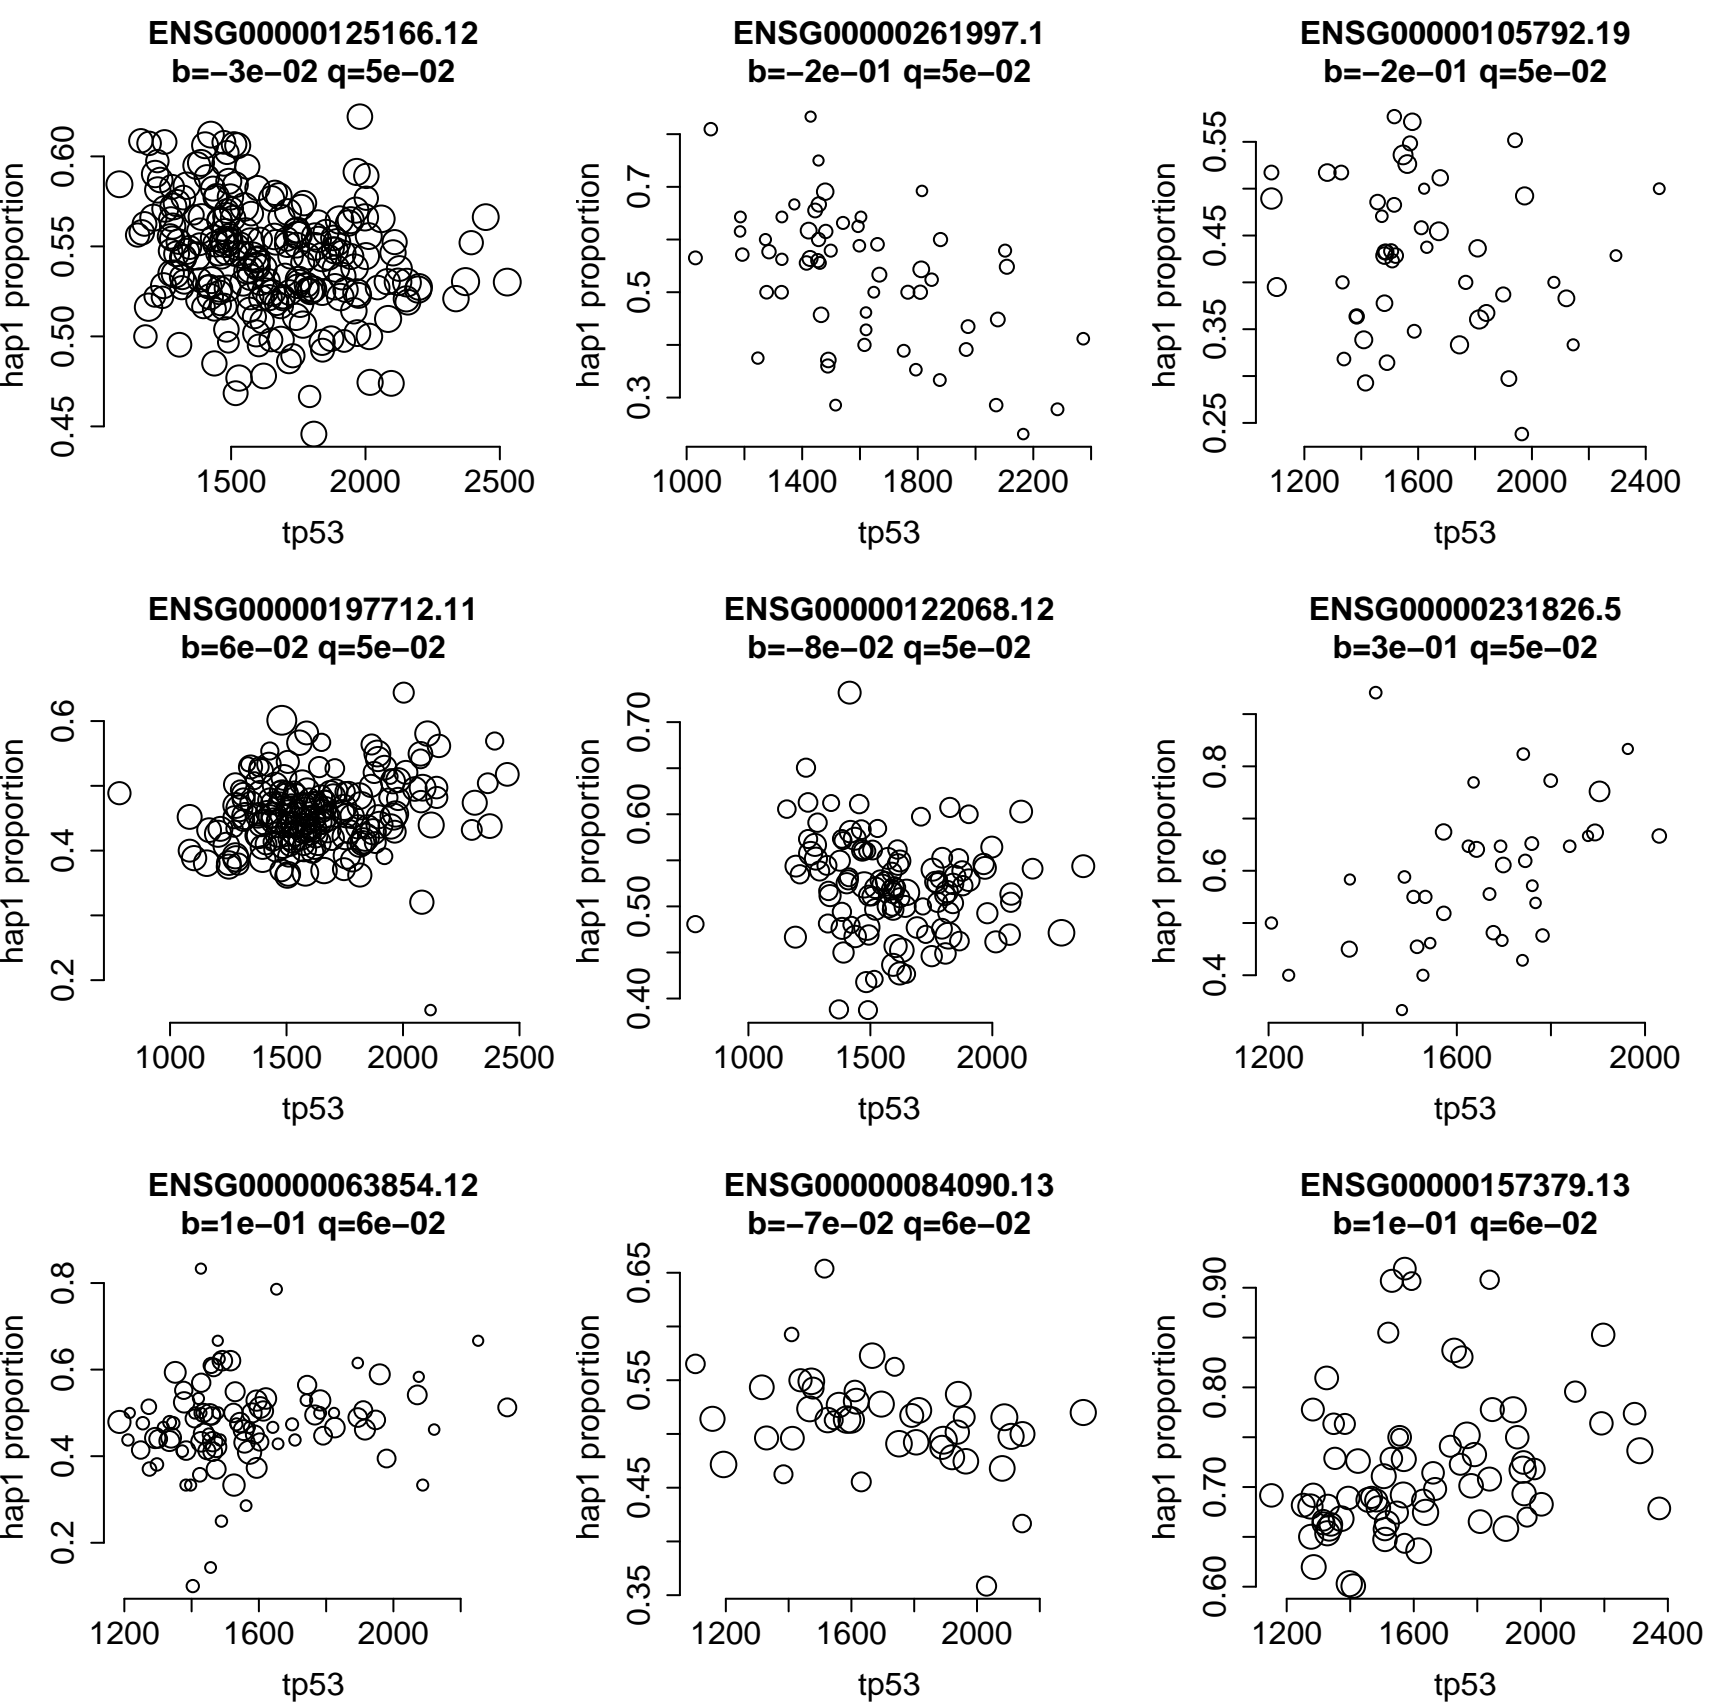 ENSG00000125166.12
b=−3e−02 q=5e−02
hap1 proportion
0.45 0.50 0.55 0.60
1500 2000 2500
tp53
ENSG00000261997.1
b=−2e−01 q=5e−02
hap1 proportion
0.3 0.5 0.7
1000 1400 1800 2200
tp53
ENSG00000105792.19
b=−2e−01 q=5e−02
hap1 proportion
0.25 0.35 0.45 0.55
1200 1600 2000 2400
tp53
ENSG00000197712.11
b=6e−02 q=5e−02
hap1 proportion
0.2 0.4 0.6
1000 1500 2000 2500
tp53
ENSG00000122068.12
b=−8e−02 q=5e−02
hap1 proportion
0.40 0.50 0.60 0.70
1000 1500 2000
tp53
ENSG00000231826.5
b=3e−01 q=5e−02
hap1 proportion
0.4 0.6 0.8
1200 1600 2000
tp53
ENSG00000063854.12
b=1e−01 q=6e−02
hap1 proportion
0.2 0.4 0.6 0.8
1200 1600 2000
tp53
ENSG00000084090.13
b=−7e−02 q=6e−02
hap1 proportion
0.35 0.45 0.55 0.65
1200 1600 2000
tp53
ENSG00000157379.13
b=1e−01 q=6e−02
hap1 proportion
0.60 0.70 0.80 0.90
1200 1600 2000 2400
tp53